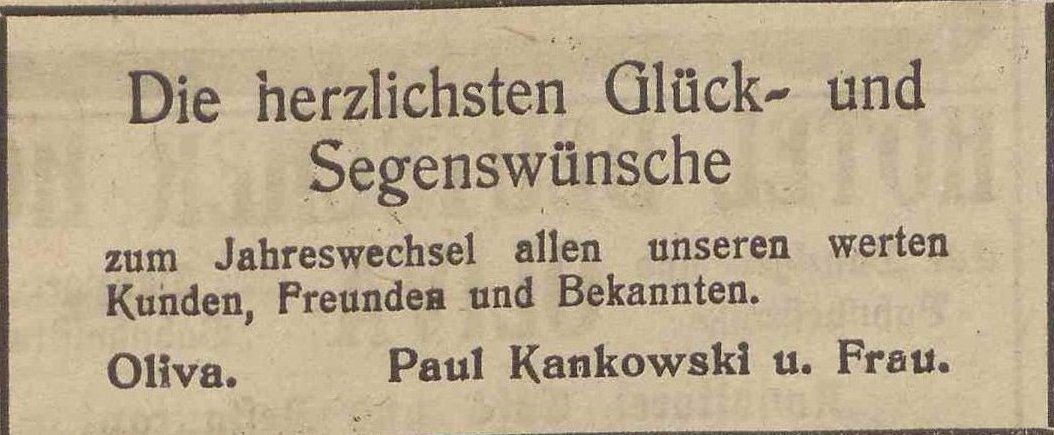 Die herzlichsten Glück- und
Segenswünsche
zum Jahreswechsel allen unseren werten
Kunden, Freunden und Bekannten.
Oliva. Paul Kankowski u. Frau.